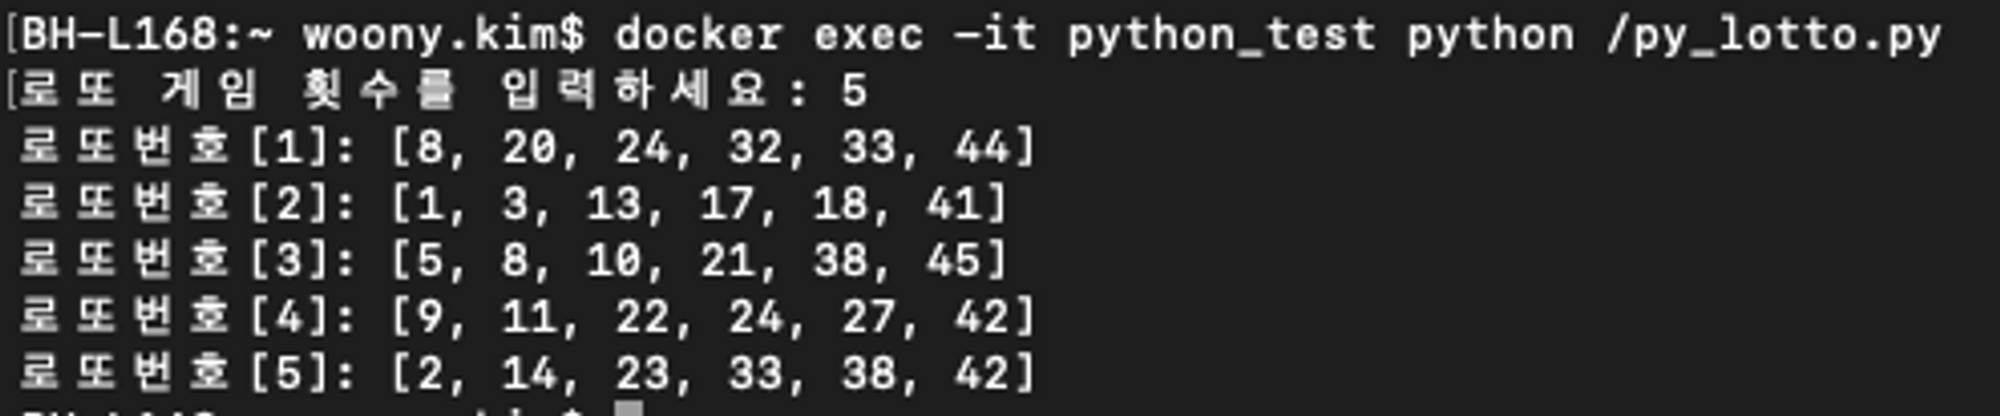 [BH-L168:~ woony.kim$ docker exec -it python_test python /py_lotto.py
[로또 게임 횟수를 입력하세요: 5
로또번호[1]: [8, 20, 24, 32, 33, 44]
로또번호[2]: [1, 3, 13, 17, 18, 41]
로또번호[3]: [5, 8, 10, 21, 38, 45]
로또번호[4]: [9, 11, 22, 24, 27, 42]
로또번호[5]: [2, 14, 23, 33, 38, 42]